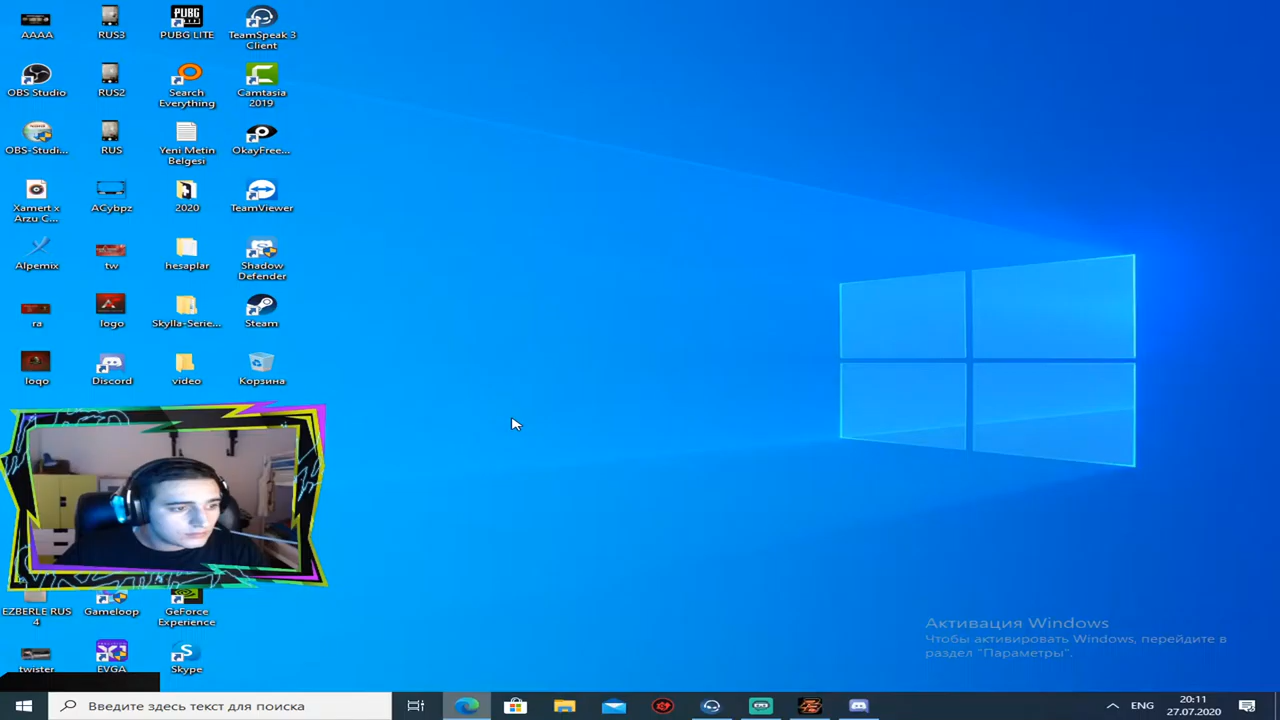 AAAA
RUS3
PUBG LITE
TeamSpeak 3
Client
OBS Studio
RUS2
Search
Everything
Camtasia
2019
OBS-Studi...
RUS
Yeni Metin
Belgesi
OkayFree...
Xamert x
Arzu C...
ACybpz
2020
TeamViewer
Alpemix
tw
hesaplar
Shadow
Defender
ra
logo
Skylla-Serie...
Steam
loqo
Discord
video
Корзина
EZBERLE RUS
4
Gameloop
GeForce
Experience
twister
EVGA
Skype
Активация Windows
Чтобы активировать Windows, перейдите в
раздел "Параметры".
Введите здесь текст для поиска
ENG
20:11
27.07.2020